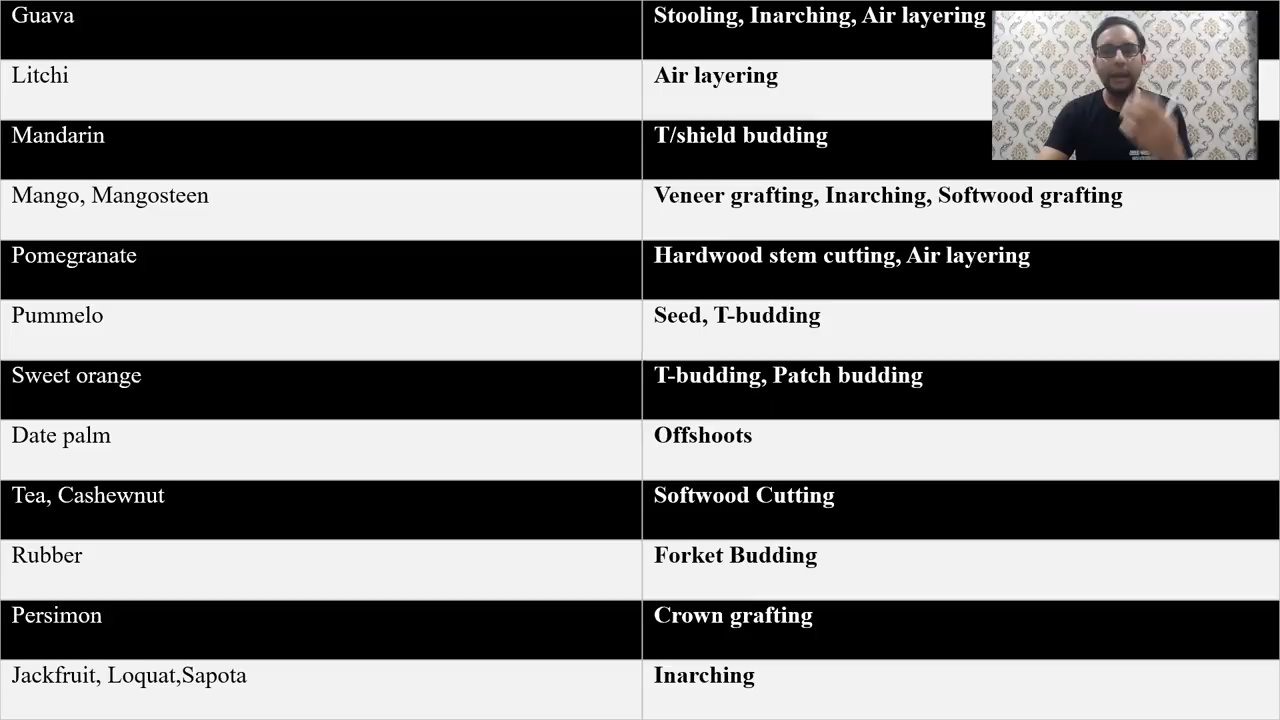 Guava Stooling, Inarching, Air layering
Litchi Air layering
Mandarin T/shield budding
Mango, Mangosteen Veneer grafting, Inarching, Softwood grafting
Pomegranate Hardwood stem cutting, Air layering
Pummelo Seed, T-budding
Sweet orange T-budding, Patch budding
Date palm Offshoots
Tea, Cashewnut Softwood Cutting
Rubber Forket Budding
Persimon Crown grafting
Jackfruit, Loquat,Sapota Inarching